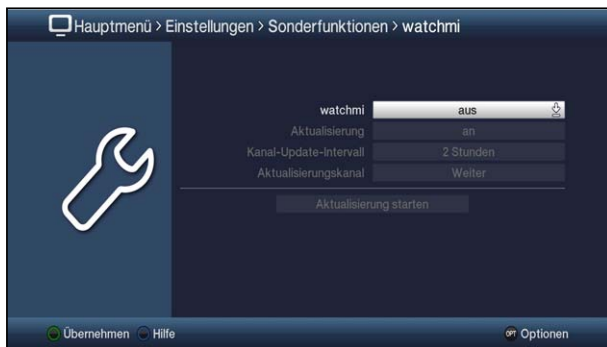 Hauptmenü > Einstellungen > Sonderfunktionen > watchmi
watchmi aus
Aktualisierung an
Kanal-Update-Intervall 2 Stunden
Aktualisierungskanal Weiter
Aktualisierung starten
Übernehmen Hilfe OPT Optionen